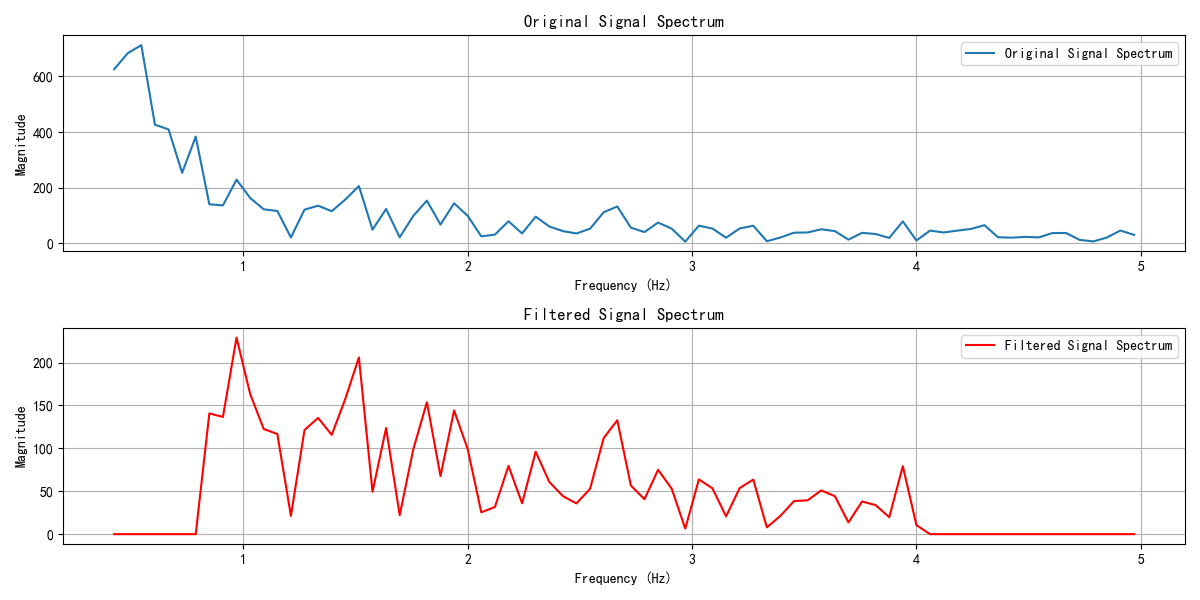 Original Signal Spectrum
Original Signal Spectrum
Magnitude
600
400
200
0
1 2 3 4 5
Frequency (Hz)
Filtered Signal Spectrum
Filtered Signal Spectrum
Magnitude
200
150
100
50
0
1 2 3 4 5
Frequency (Hz)